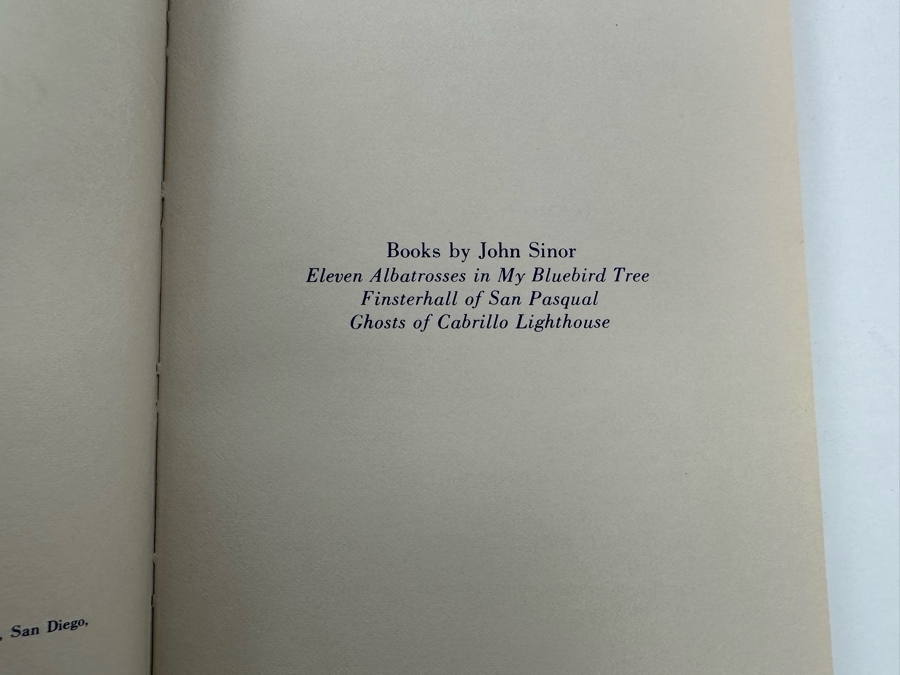 Books by John Sinor
Eleven Albatrosses in My Bluebird Tree
Finsterhall of San Pasqual
Ghosts of Cabrillo Lighthouse
, San Diego,